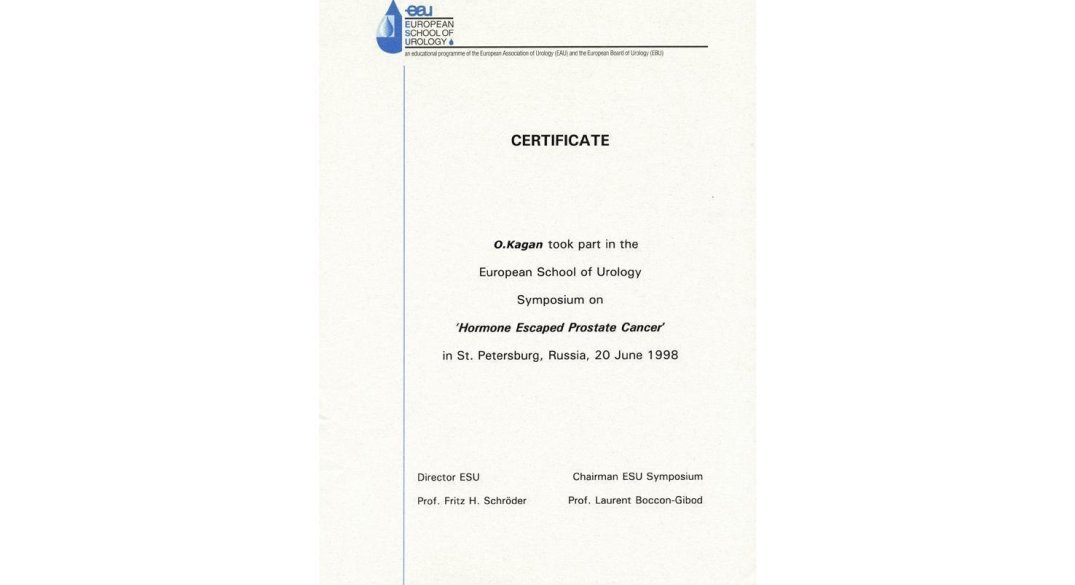 eau
EUROPEAN
SCHOOL OF
UROLOGY
an educational programme of the European Association of Urology (EAU) and the European Board of Urology (EBU)
CERTIFICATE
O.Kagan took part in the
European School of Urology
Symposium on
'Hormone Escaped Prostate Cancer'
in St. Petersburg, Russia, 20 June 1998
Director ESU Chairman ESU Symposium
Prof. Fritz H. Schröder Prof. Laurent Boccon-Gibod